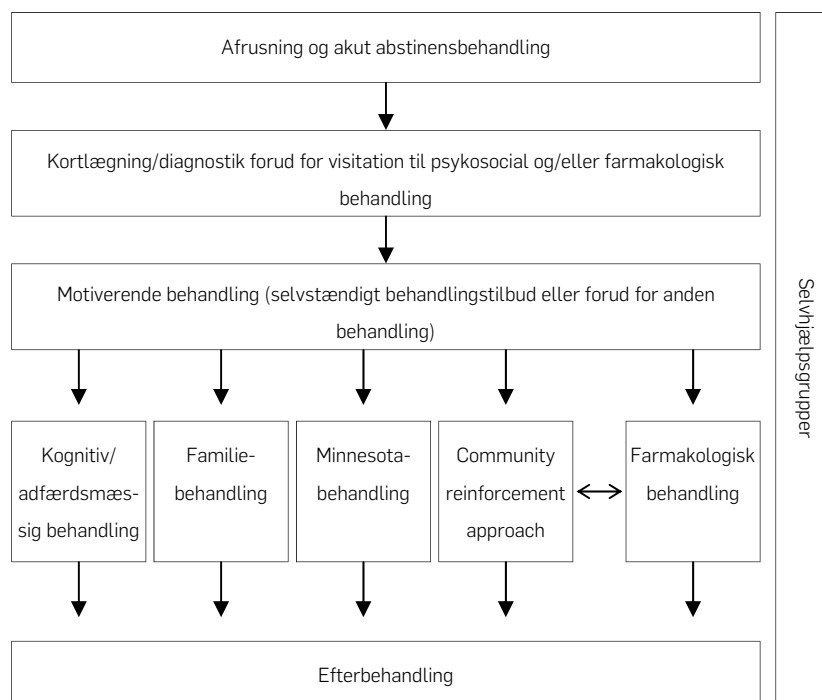 Afrusning og akut abstinensbehandling
Kortlægning/diagnostik forud for visitation til psykosocial og/eller farmakologisk
behandling
Motiverende behandling (selvstændigt behandlingstilbud eller forud for anden
behandling)
Kognitiv/
adfærdsmæs-
sig behandling
Familie-
behandling
Minnesota-
behandling
Community
reinforcement
approach
Farmakologisk
behandling
Efterbehandling
Selvhjælpsgrupper